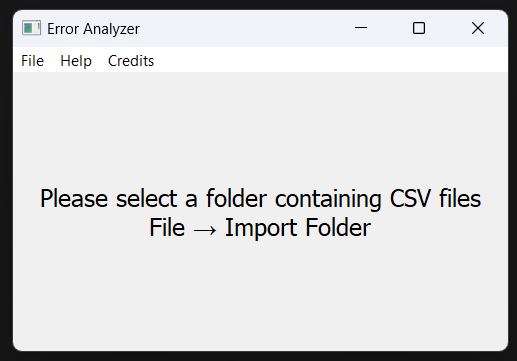 Error Analyzer
File Help Credits
Please select a folder containing CSV files
File → Import Folder